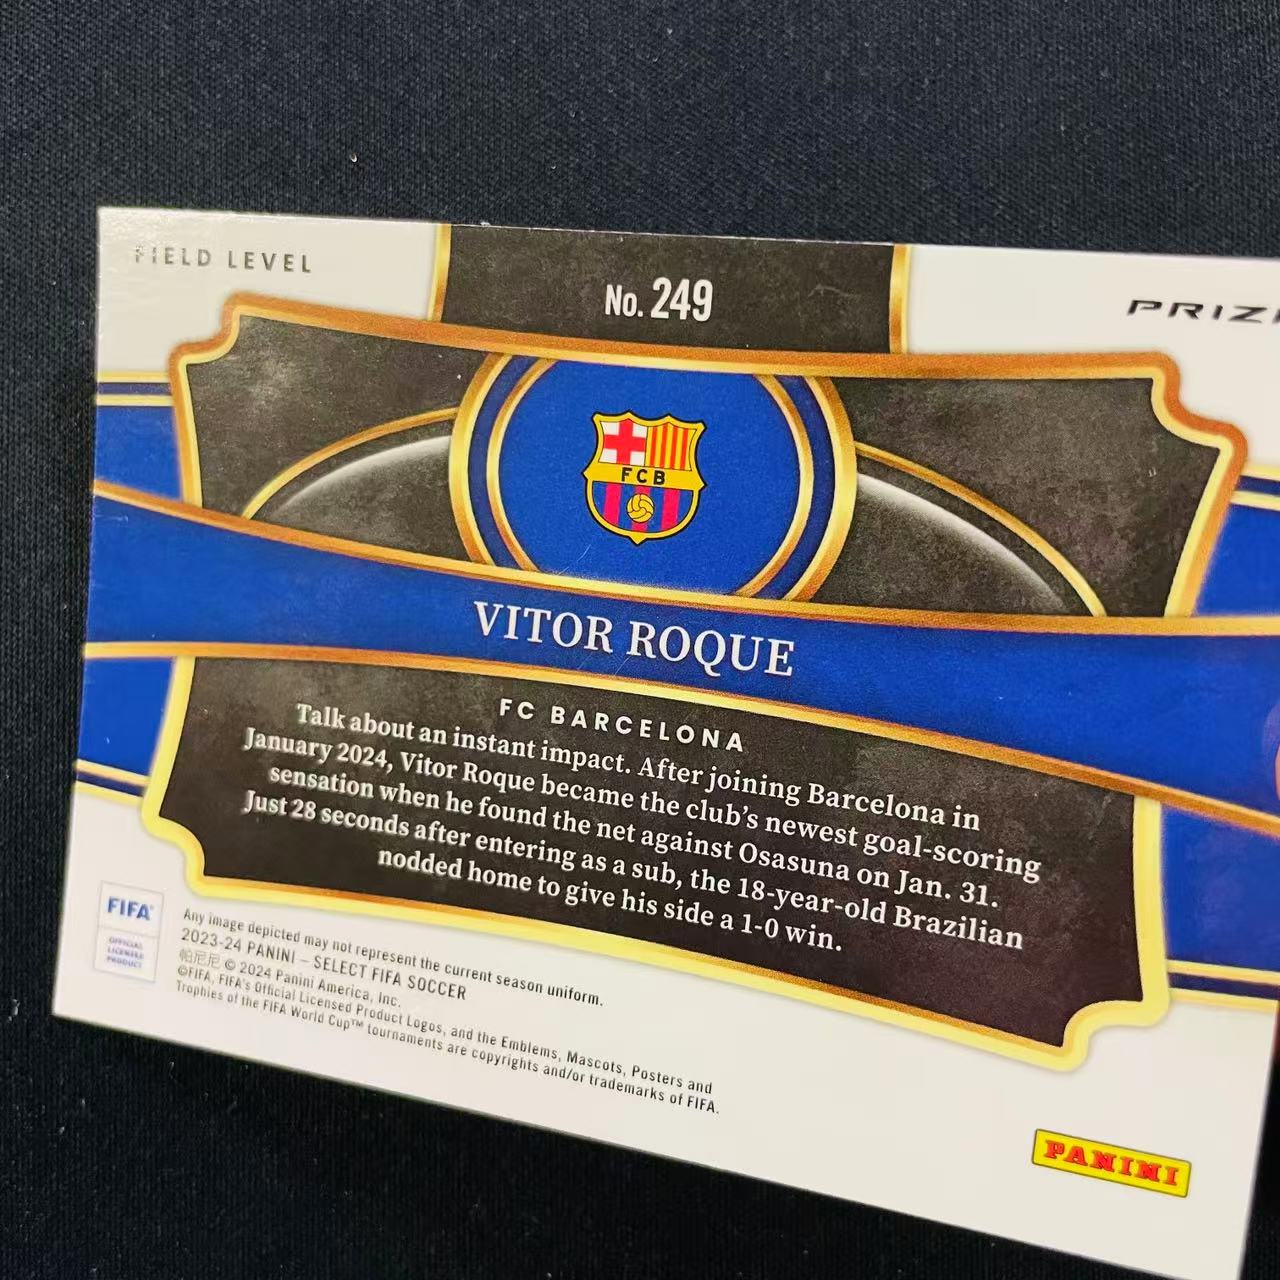 FIELD LEVEL
No. 249
FCB
VITOR ROQUE
FC BARCELONA
Talk about an instant impact. After joining Barcelona in
January 2024, Vitor Roque became the club's newest goal-scoring
sensation when he found the net against Osasuna on Jan. 31.
Just 28 seconds after entering as a sub, the 18-year-old Brazilian
nodded home to give his side a 1-0 win.
FIFA®
OFFICIAL
LICENSED
PRODUCT
Any image depicted may not represent the current season uniform.
2023-24 PANINI – SELECT FIFA SOCCER
帕尼尼 © 2024 Panini America, Inc.
©FIFA, FIFA's Official Licensed Product Logos, and the Emblems, Mascots, Posters and
Trophies of the FIFA World Cup™ tournaments are copyrights and/or trademarks of FIFA.
PANINI